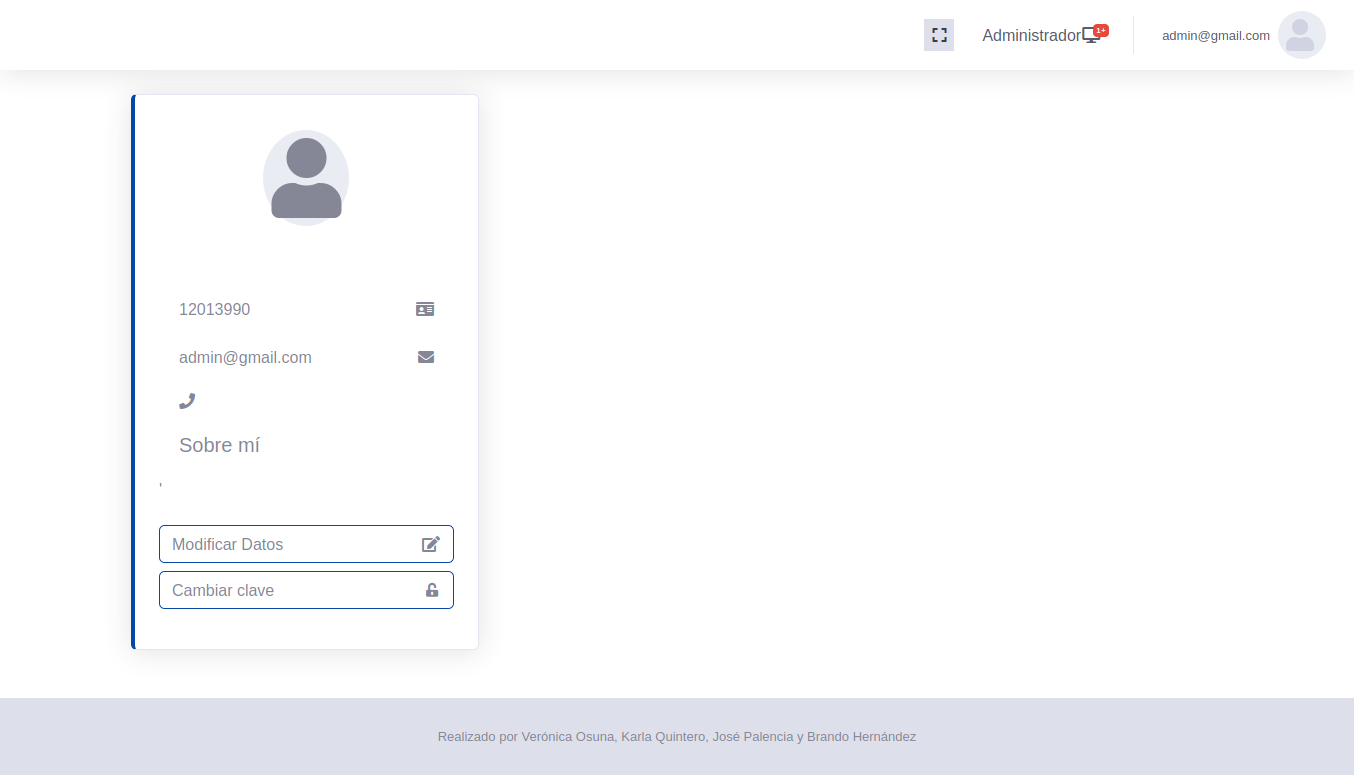 Administrador 1+ admin@gmail.com
12013990
admin@gmail.com
Sobre mí
,
Modificar Datos
Cambiar clave
Realizado por Verónica Osuna, Karla Quintero, José Palencia y Brando Hernández